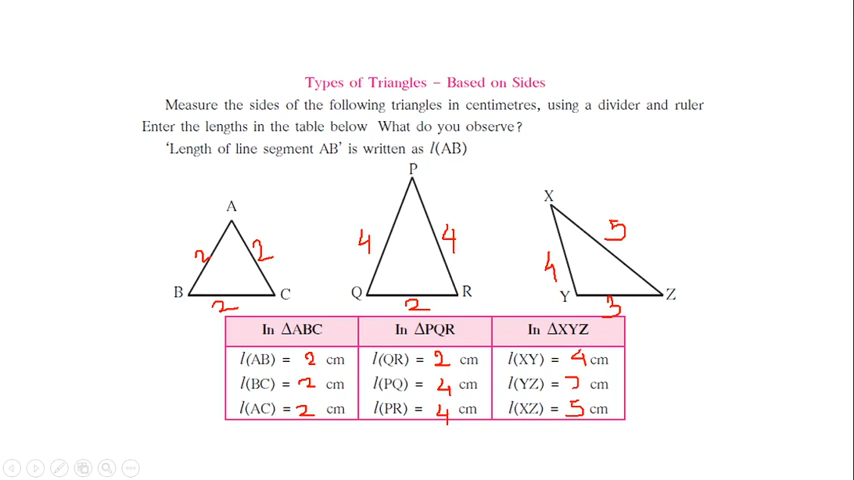 Types of Triangles – Based on Sides
Measure the sides of the following triangles in centimetres, using a divider and ruler
Enter the lengths in the table below What do you observe?
‘Length of line segment AB’ is written as l(AB)
P
X
A
4
4
5
2
2
4
B
C
Q
R
Y
Z
2
2
3
In ΔABC In ΔPQR In ΔXYZ
l(AB) = 2 cm l(QR) = 2 cm l(XY) = 4 cm
l(BC) = 2 cm l(PQ) = 4 cm l(YZ) = cm
l(AC) = 2 cm l(PR) = 4 cm l(XZ) = 5 cm